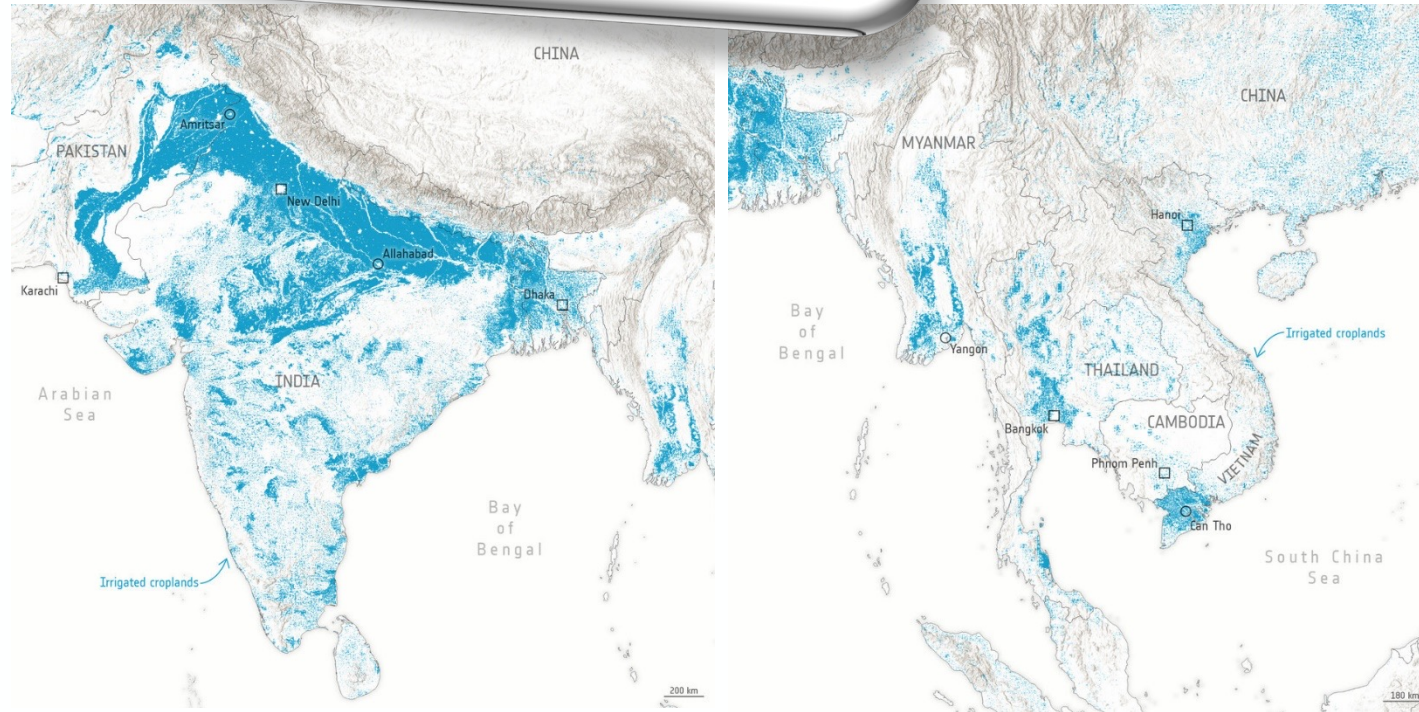 CHINA
Amritsar
PAKISTAN
New Delhi
Allahabad
Karachi
Dhaka
INDIA
Arabian
Sea
Bay
of
Bengal
Irrigated croplands
200 km
CHINA
MYANMAR
Hanoi
Bay
of
Bengal
Yangon
Irrigated croplands
THAILAND
Bangkok
CAMBODIA
Phnom Penh
VIETNAM
Can Tho
South China
Sea
180 km